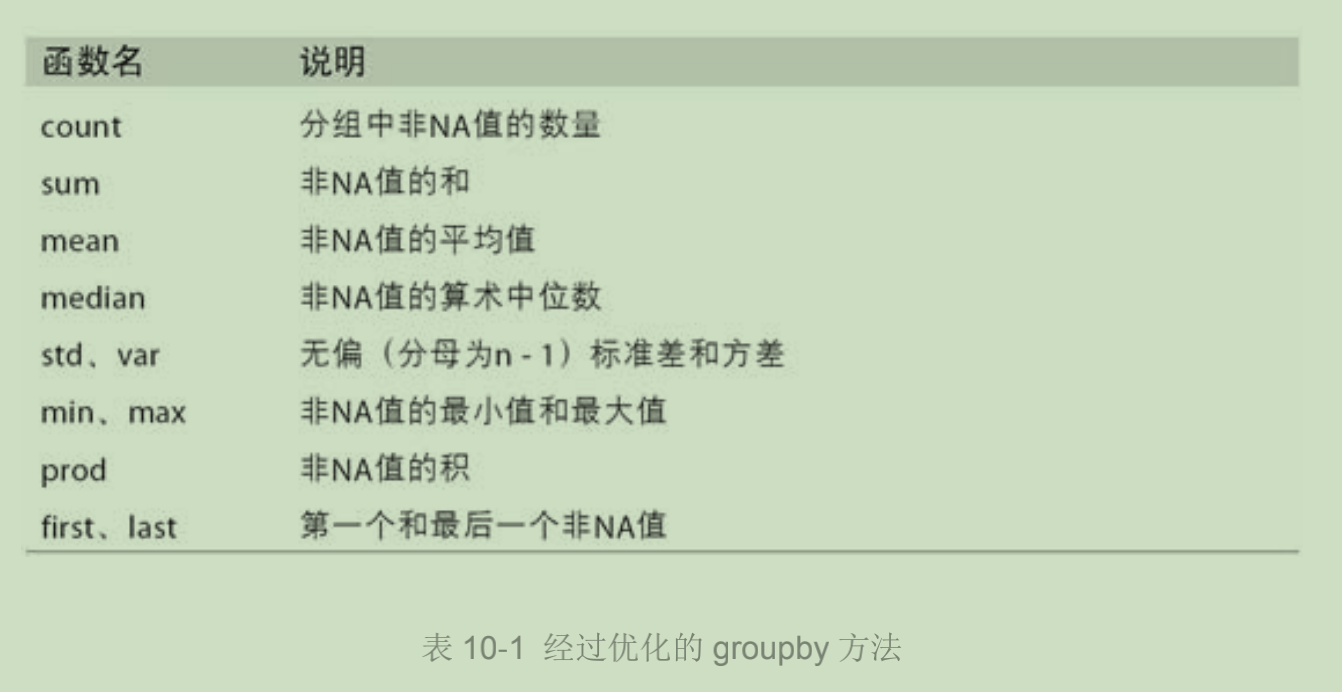 函数名 说明
count 分组中非NA值的数量
sum 非NA值的和
mean 非NA值的平均值
median 非NA值的算术中位数
std、var 无偏（分母为n - 1）标准差和方差
min、max 非NA值的最小值和最大值
prod 非NA值的积
first、last 第一个和最后一个非NA值
表 10-1 经过优化的 groupby 方法